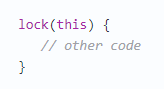 lock(this) {
// other code
}